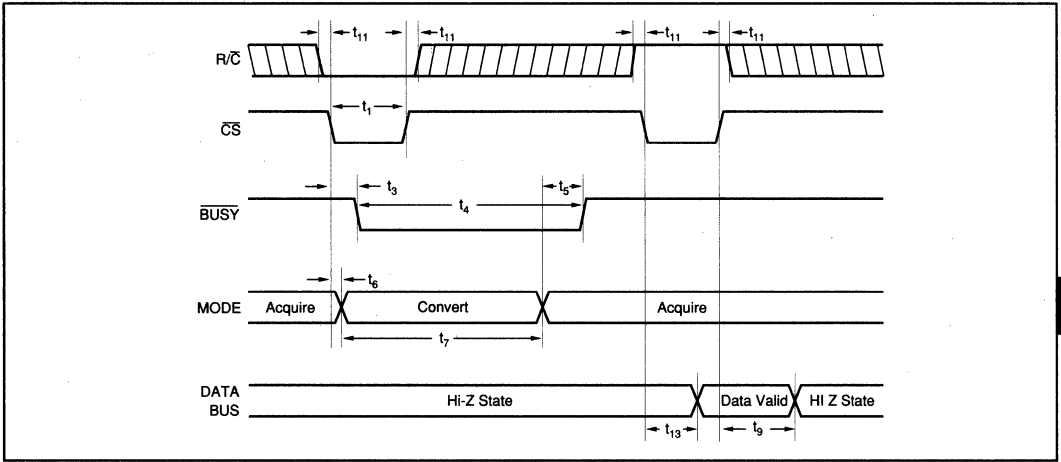 t₁₁ t₁₁ t₁₁ t₁₁
R/C̅
t₁
C̅S̅
t₃ t₅
t₄
B̅U̅S̅Y̅
t₆
MODE Acquire Convert Acquire
t₇
DATA BUS Hi-Z State Data Valid HI Z State
t₁₃ t₉